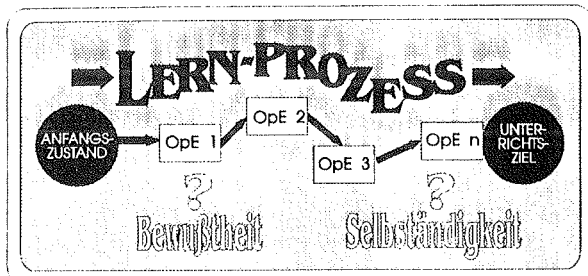 LERN-PROZESS
ANFANGS-
ZUSTAND
OpE 1
OpE 2
OpE 3
OpE n
UNTER-
RICHTS-
ZIEL
?
?
Bewußtheit
Selbständigkeit